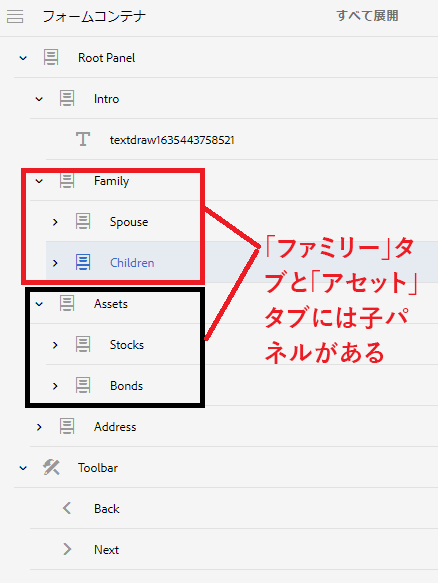 フォームコンテナ すべて展開
Root Panel
Intro
textdraw1635443758521
Family
Spouse
Children
Assets
Stocks
Bonds
Address
Toolbar
Back
Next
「ファミリー」タ
ブと「アセット」
タブには子パ
ネルがある